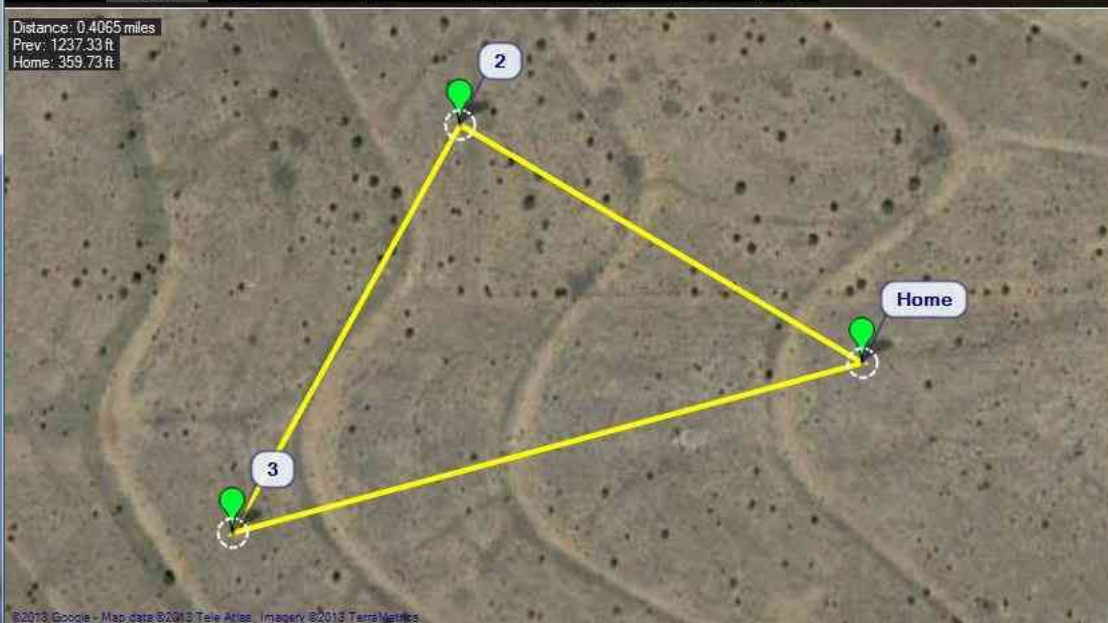 Distance: 0.4065 miles
Prev: 1237.33 ft
Home: 359.73 ft
2
Home
3
©2013 Google - Map data ©2013 Tele Atlas, Imagery ©2013 TerraMetrics